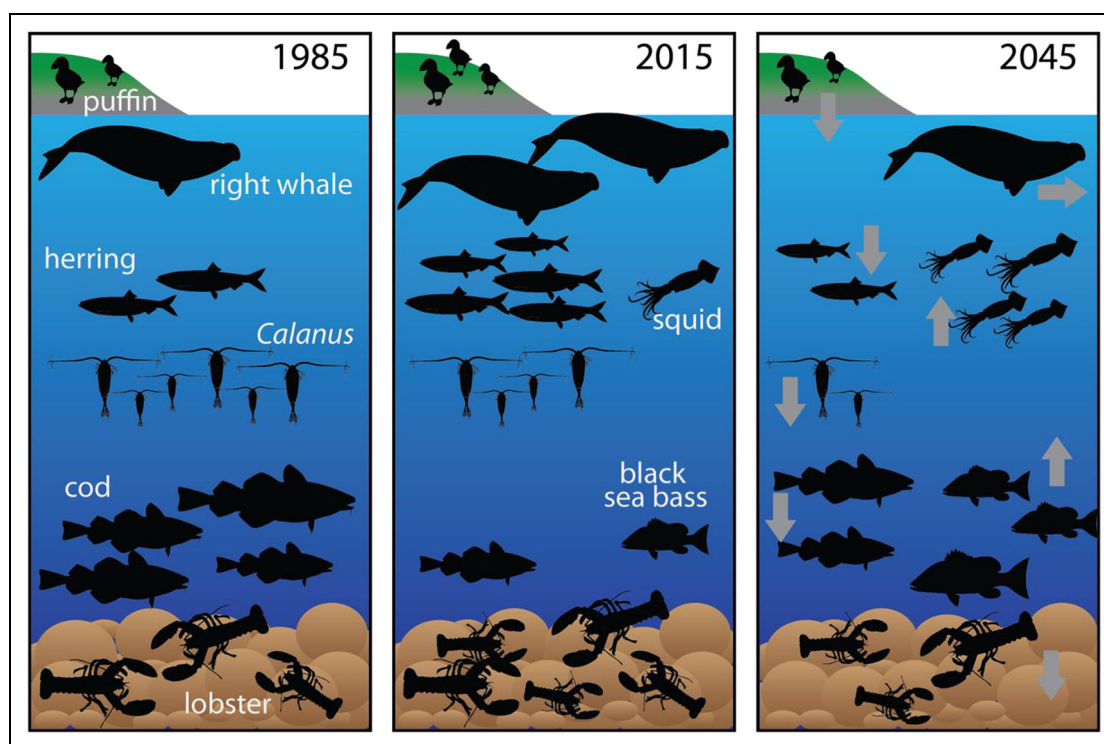 1985
puffin
right whale
herring
Calanus
cod
lobster
2015
squid
black
sea bass
2045